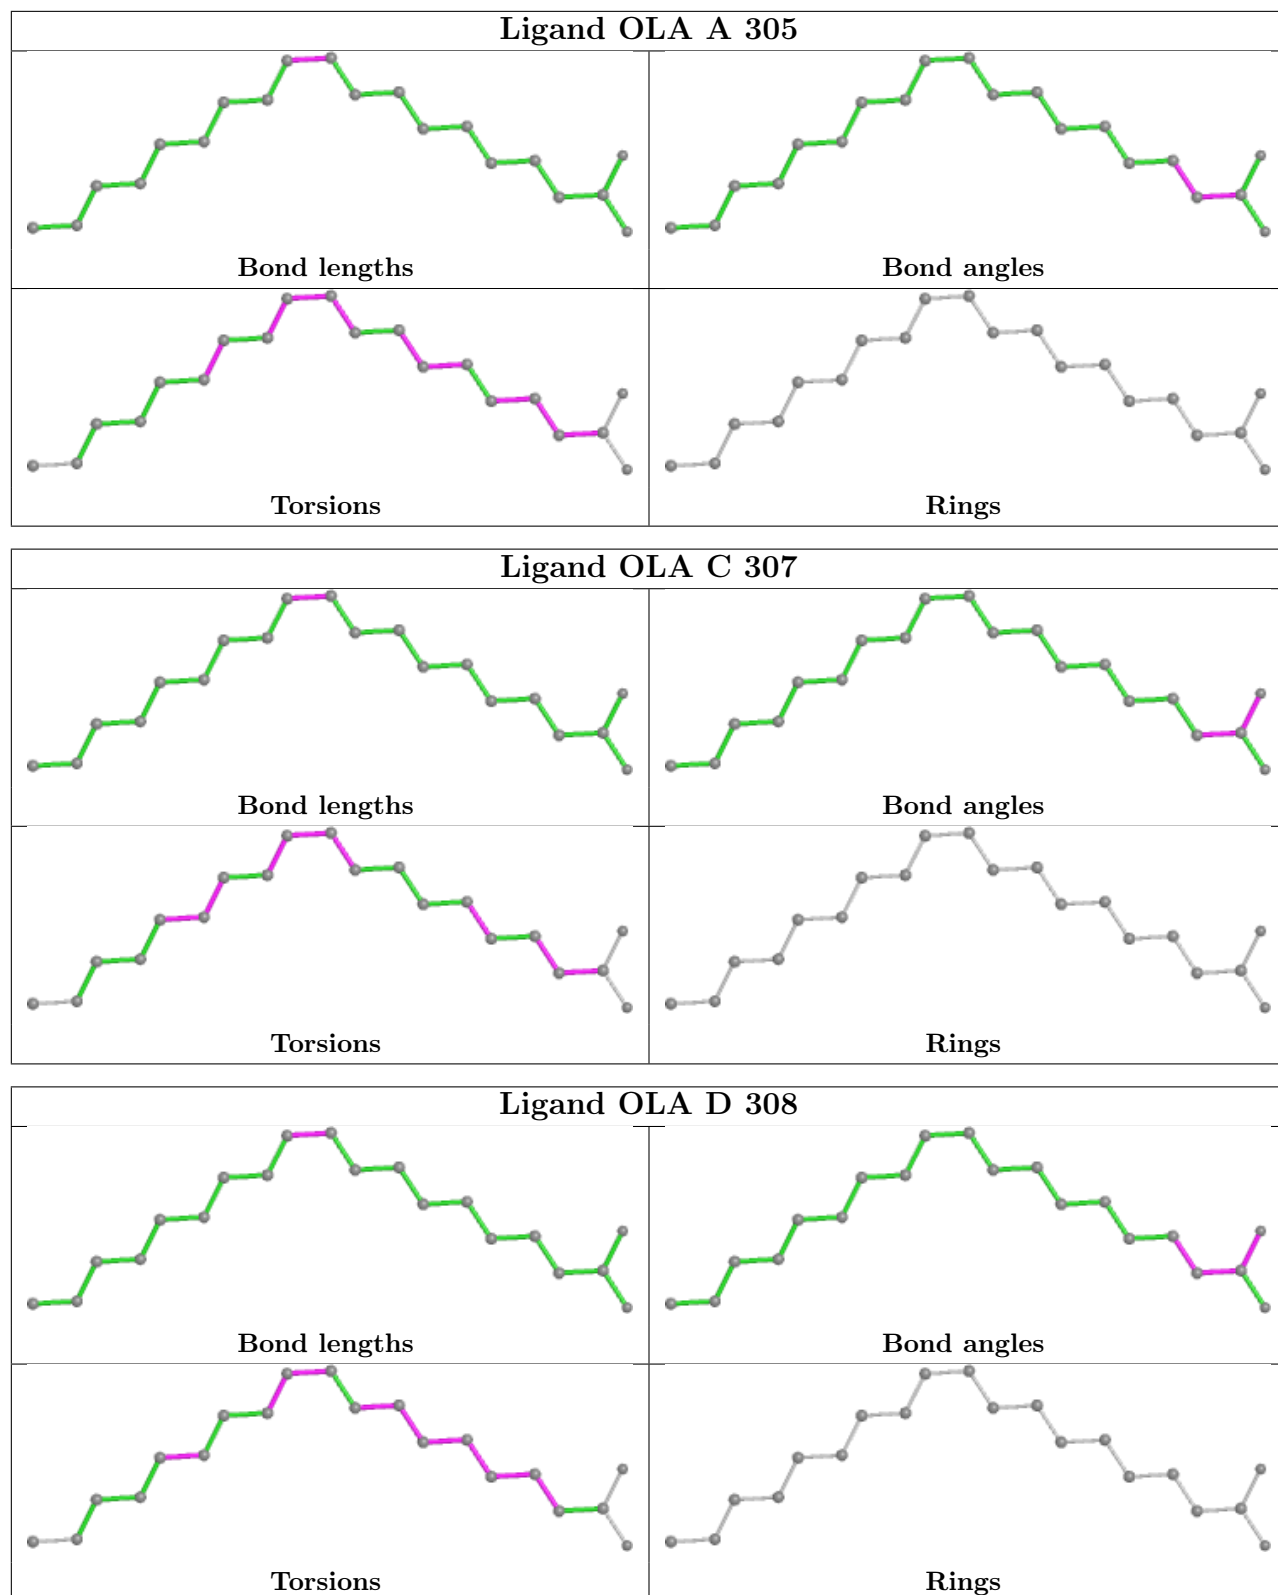 Ligand OLA A 305
Bond lengths
Bond angles
Torsions
Rings
Ligand OLA C 307
Bond lengths
Bond angles
Torsions
Rings
Ligand OLA D 308
Bond lengths
Bond angles
Torsions
Rings